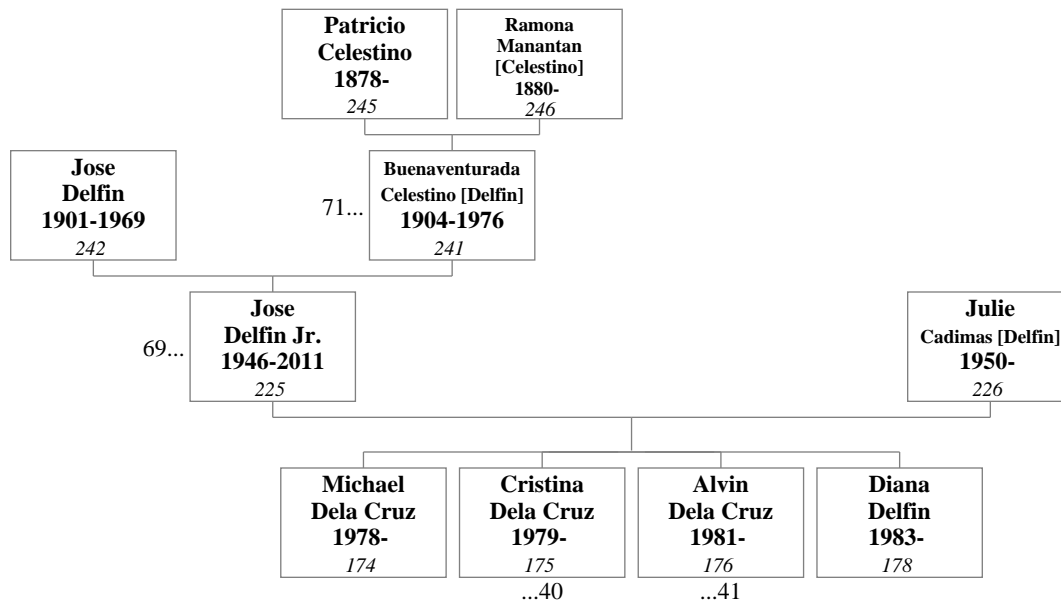 Patricio
Celestino
1878-
245
Ramona
Manantan
[Celestino]
1880-
246
Jose
Delfin
1901-1969
242
71...
Buenaventurada
Celestino [Delfin]
1904-1976
241
69...
Jose
Delfin Jr.
1946-2011
225
Julie
Cadimas [Delfin]
1950-
226
Michael
Dela Cruz
1978-
174
Cristina
Dela Cruz
1979-
175
...40
Alvin
Dela Cruz
1981-
176
...41
Diana
Delfin
1983-
178